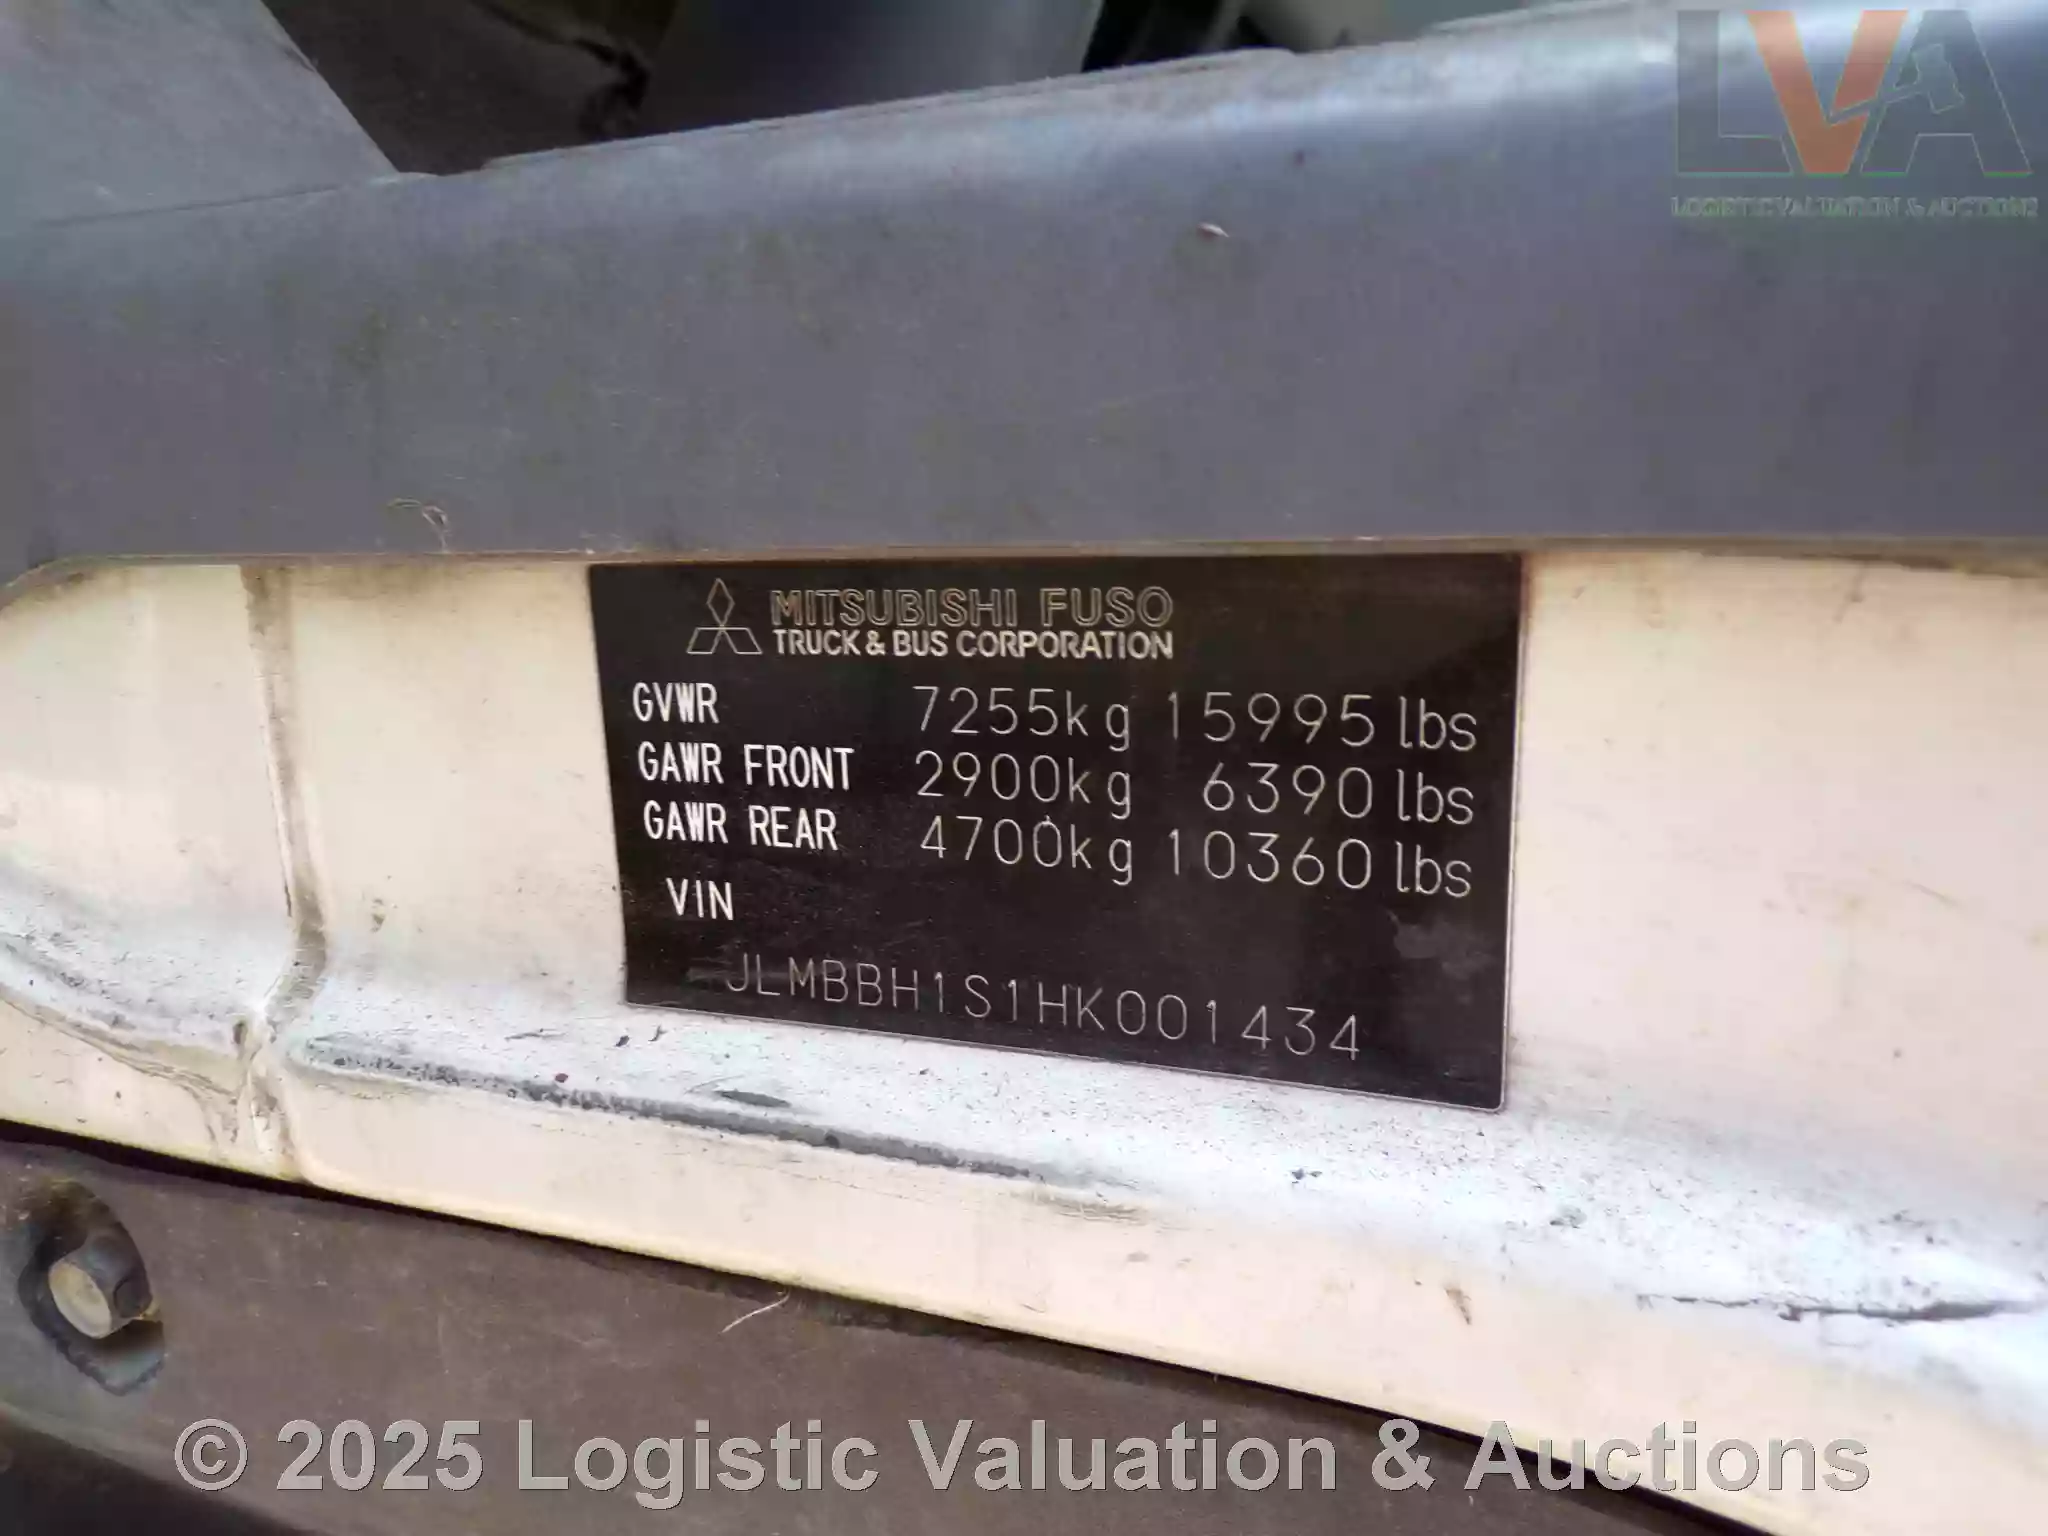 LVA
LOGISTIC VALUATION & AUCTIONS
MITSUBISHI FUSO
TRUCK & BUS CORPORATION
GVWR 7255kg 15995 lbs
GAWR FRONT 2900kg 6390 lbs
GAWR REAR 4700kg 10360 lbs
VIN
JLMBBH1S1HK001434
© 2025 Logistic Valuation & Auctions